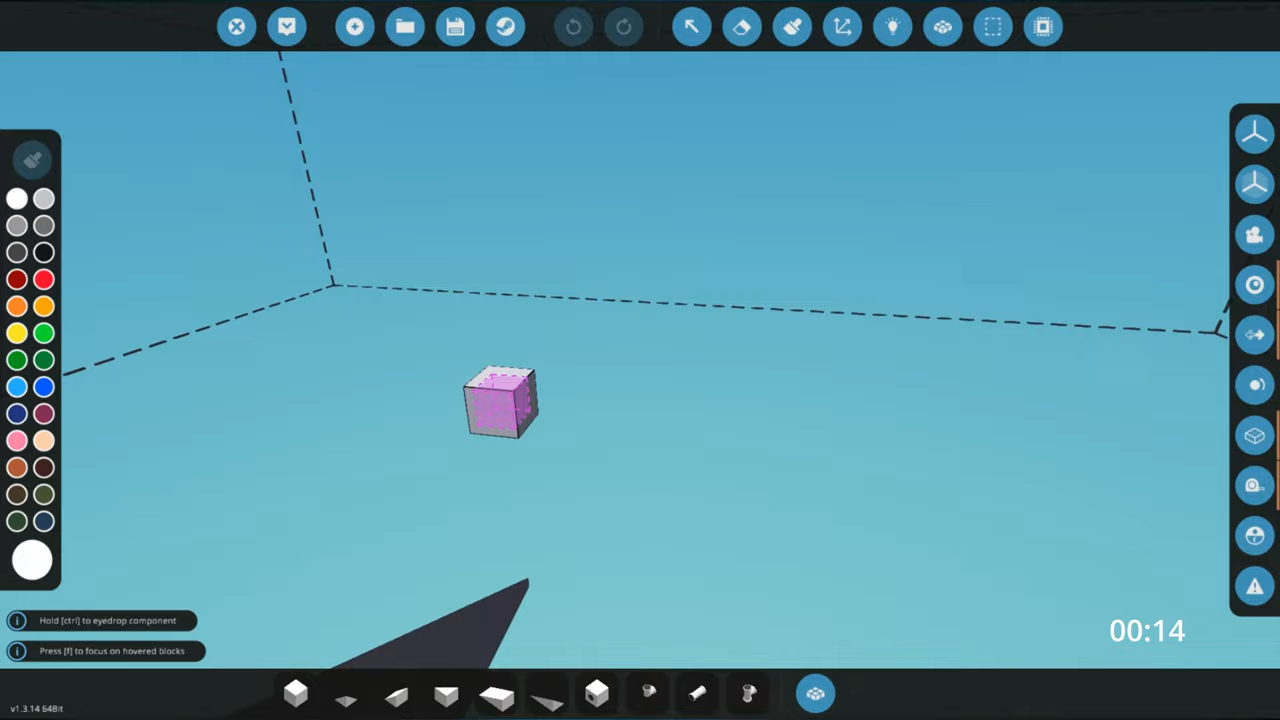 Hold [ctrl] to eyedrop component
Press [f] to focus on hovered blocks
00:14
v1.3.14 64Bit